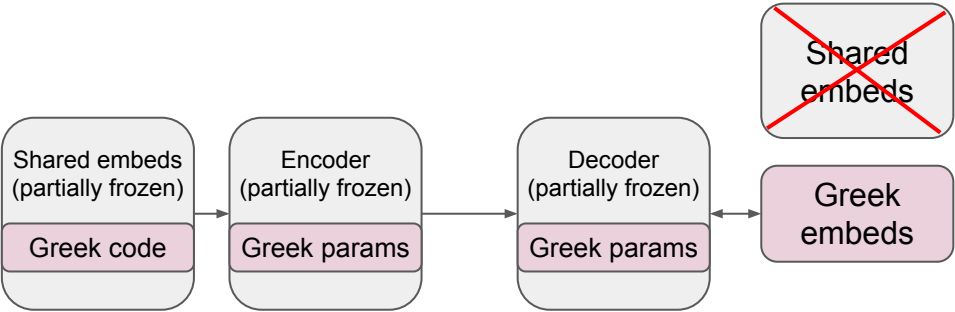 Shared
embeds
Shared embeds
(partially frozen)
Greek code
Encoder
(partially frozen)
Greek params
Decoder
(partially frozen)
Greek params
Greek
embeds